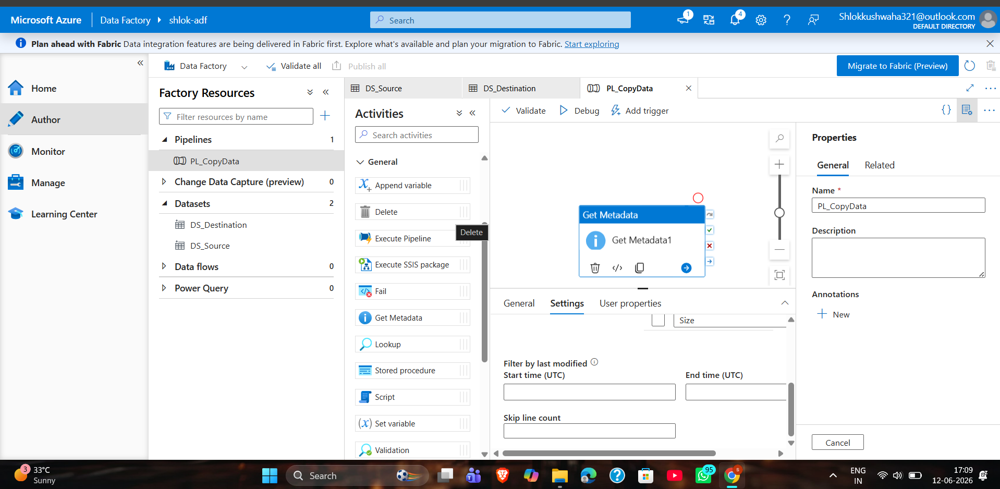 Microsoft Azure
Data Factory
shlok-adf
Search
1
4
Shlokkushwaha321@outlook.com
DEFAULT DIRECTORY
Plan ahead with Fabric Data integration features are being delivered in Fabric first. Explore what's available and plan your migration to Fabric. Start exploring
Home
Author
Monitor
Manage
Learning Center
Data Factory
Validate all
Publish all
Migrate to Fabric (Preview)
Factory Resources
Filter resources by name
Pipelines 1
PL_CopyData
Change Data Capture (preview) 0
Datasets 2
DS_Destination
DS_Source
Data flows 0
Power Query 0
DS_Source
DS_Destination
PL_CopyData
Activities
Search activities
General
Append variable
Delete
Execute Pipeline
Execute SSIS package
Fail
Get Metadata
Lookup
Stored procedure
Script
Set variable
Validation
Delete
Validate
Debug
Add trigger
Get Metadata
Get Metadata1
General
Settings
User properties
Size
Filter by last modified
Start time (UTC)
End time (UTC)
Skip line count
Properties
General
Related
Name *
PL_CopyData
Description
Annotations
New
Cancel
3
33°C
Sunny
Search
95
ENG
IN
17:09
12-06-2026